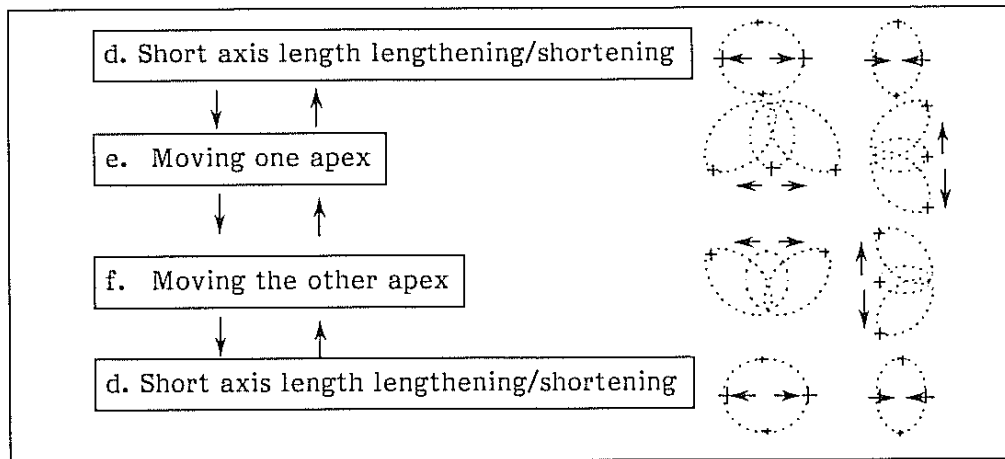 d. Short axis length lengthening/shortening
e. Moving one apex
f. Moving the other apex
d. Short axis length lengthening/shortening